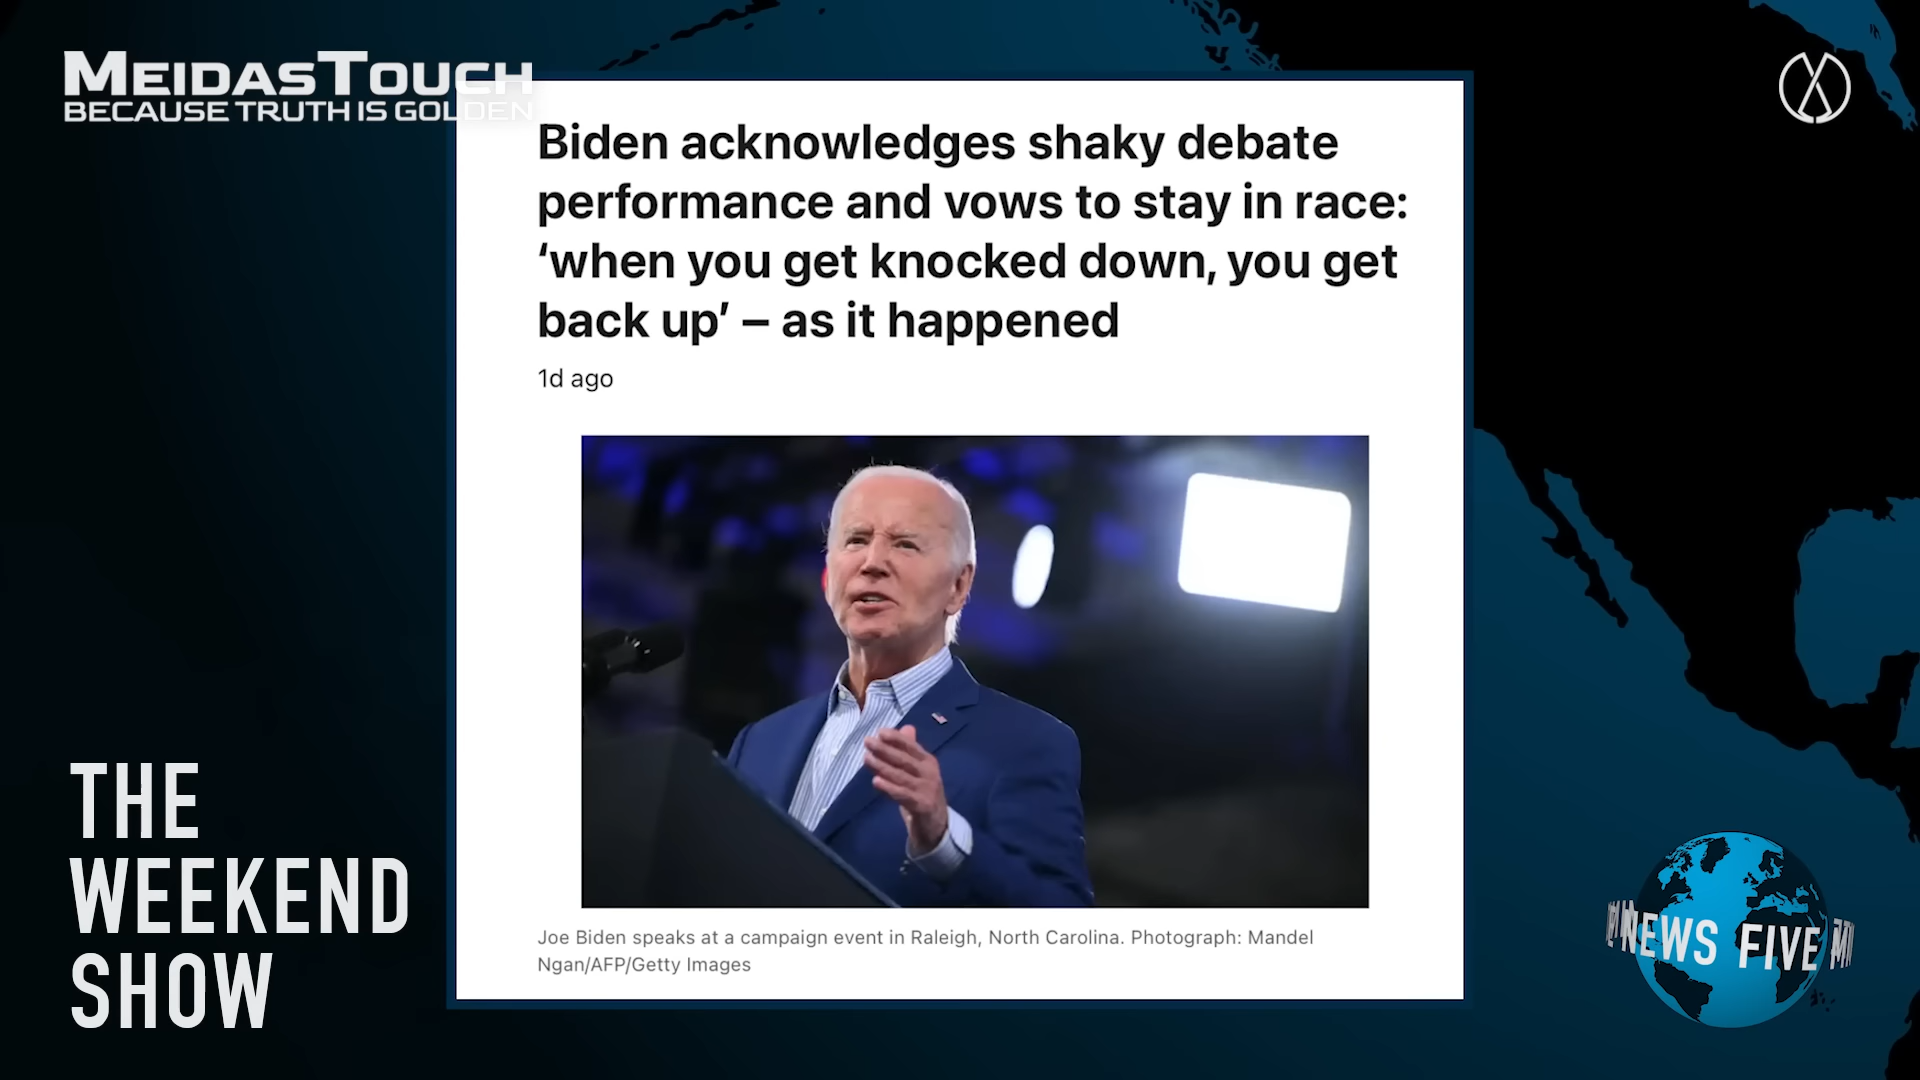 MEIDASTOUCH
BECAUSE TRUTH IS GOLDEN
Biden acknowledges shaky debate
performance and vows to stay in race:
‘when you get knocked down, you get
back up’ – as it happened
1d ago
Joe Biden speaks at a campaign event in Raleigh, North Carolina. Photograph: Mandel
Ngan/AFP/Getty Images
THE
WEEKEND
SHOW
NEWS FIVE